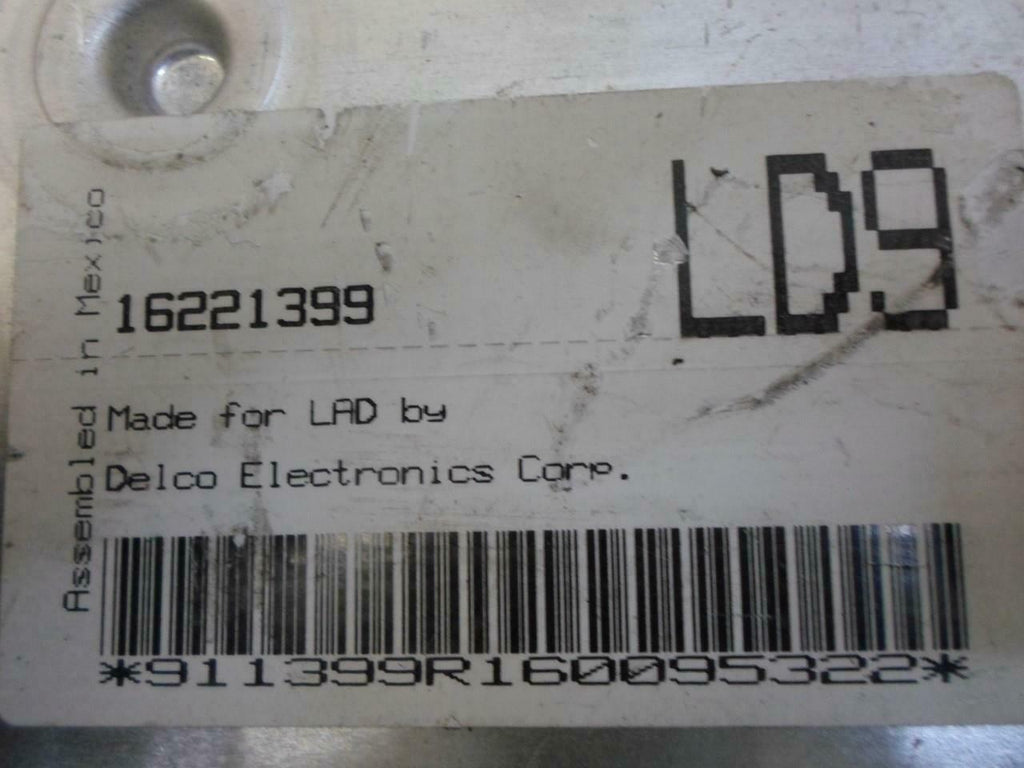 LD9
16221399
Made for LAD by
Delco Electronics Corp.
*911399R160095322*
Assembled in Mexico